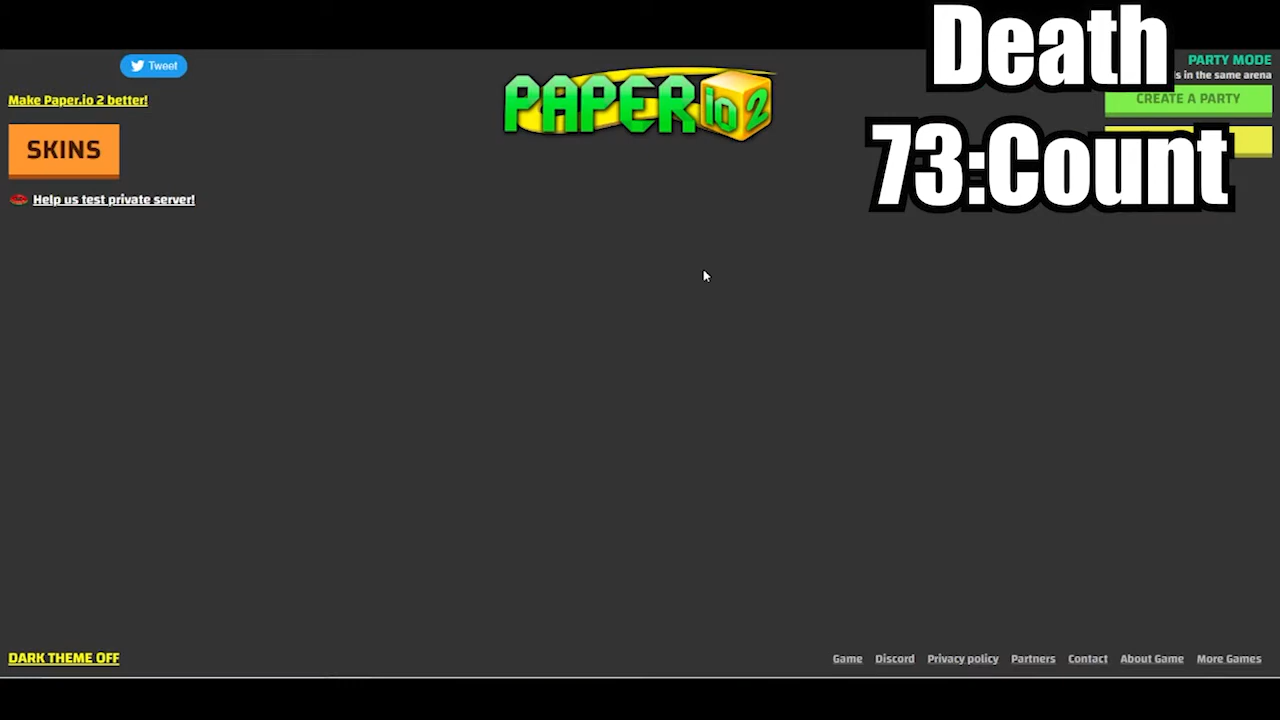 Death
73:Count
Tweet
Make Paper.io 2 better!
SKINS
Help us test private server!
PAPER io 2
PARTY MODE
s in the same arena
CREATE A PARTY
DARK THEME OFF
Game
Discord
Privacy policy
Partners
Contact
About Game
More Games